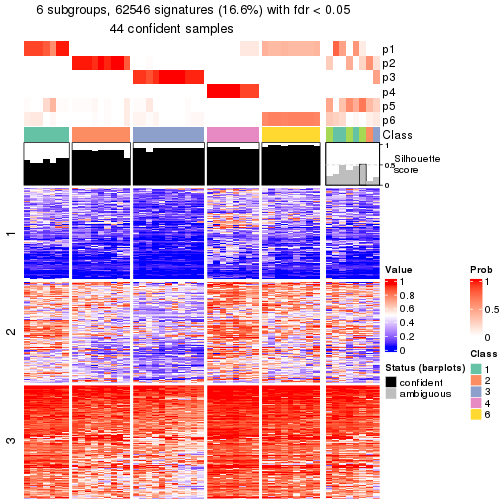 6 subgroups, 62546 signatures (16.6%) with fdr < 0.05
44 confident samples
p1
p2
p3
p4
p5
p6
Class
1
0.5
0
Silhouette
score
1
2
3
Value
1
0.8
0.6
0.4
0.2
0
Status (barplots)
confident
ambiguous
Prob
1
0.5
0
Class
1
2
3
4
6